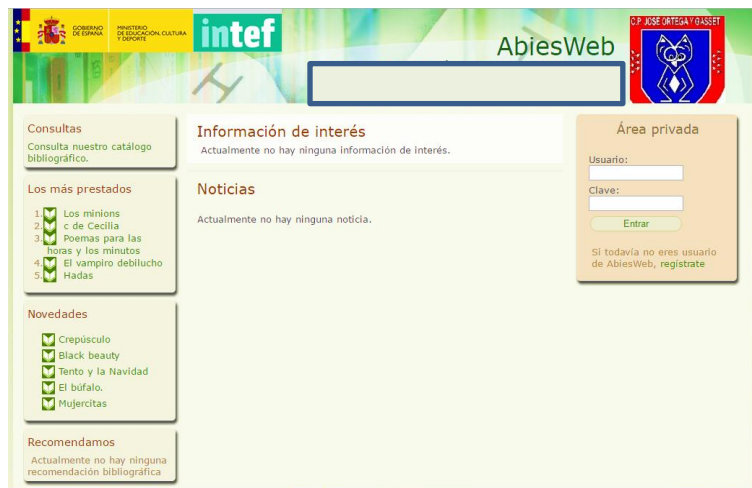 GOBIERNO
DE ESPAÑA
MINISTERIO
DE EDUCACIÓN, CULTURA
Y DEPORTE
intef
AbiesWeb
C.P JOSE ORTEGA Y GASSET
Consultas
Consulta nuestro catálogo
bibliográfico.
Los más prestados
1. Los minions
2. c de Cecilia
3. Poemas para las
horas y los minutos
4. El vampiro debilucho
5. Hadas
Novedades
Crepúsculo
Black beauty
Tento y la Navidad
El búfalo.
Mujercitas
Recomendamos
Actualmente no hay ninguna
recomendación bibliográfica
Información de interés
Actualmente no hay ninguna información de interés.
Noticias
Actualmente no hay ninguna noticia.
Área privada
Usuario:
Clave:
Entrar
Si todavía no eres usuario
de AbiesWeb, regístrate